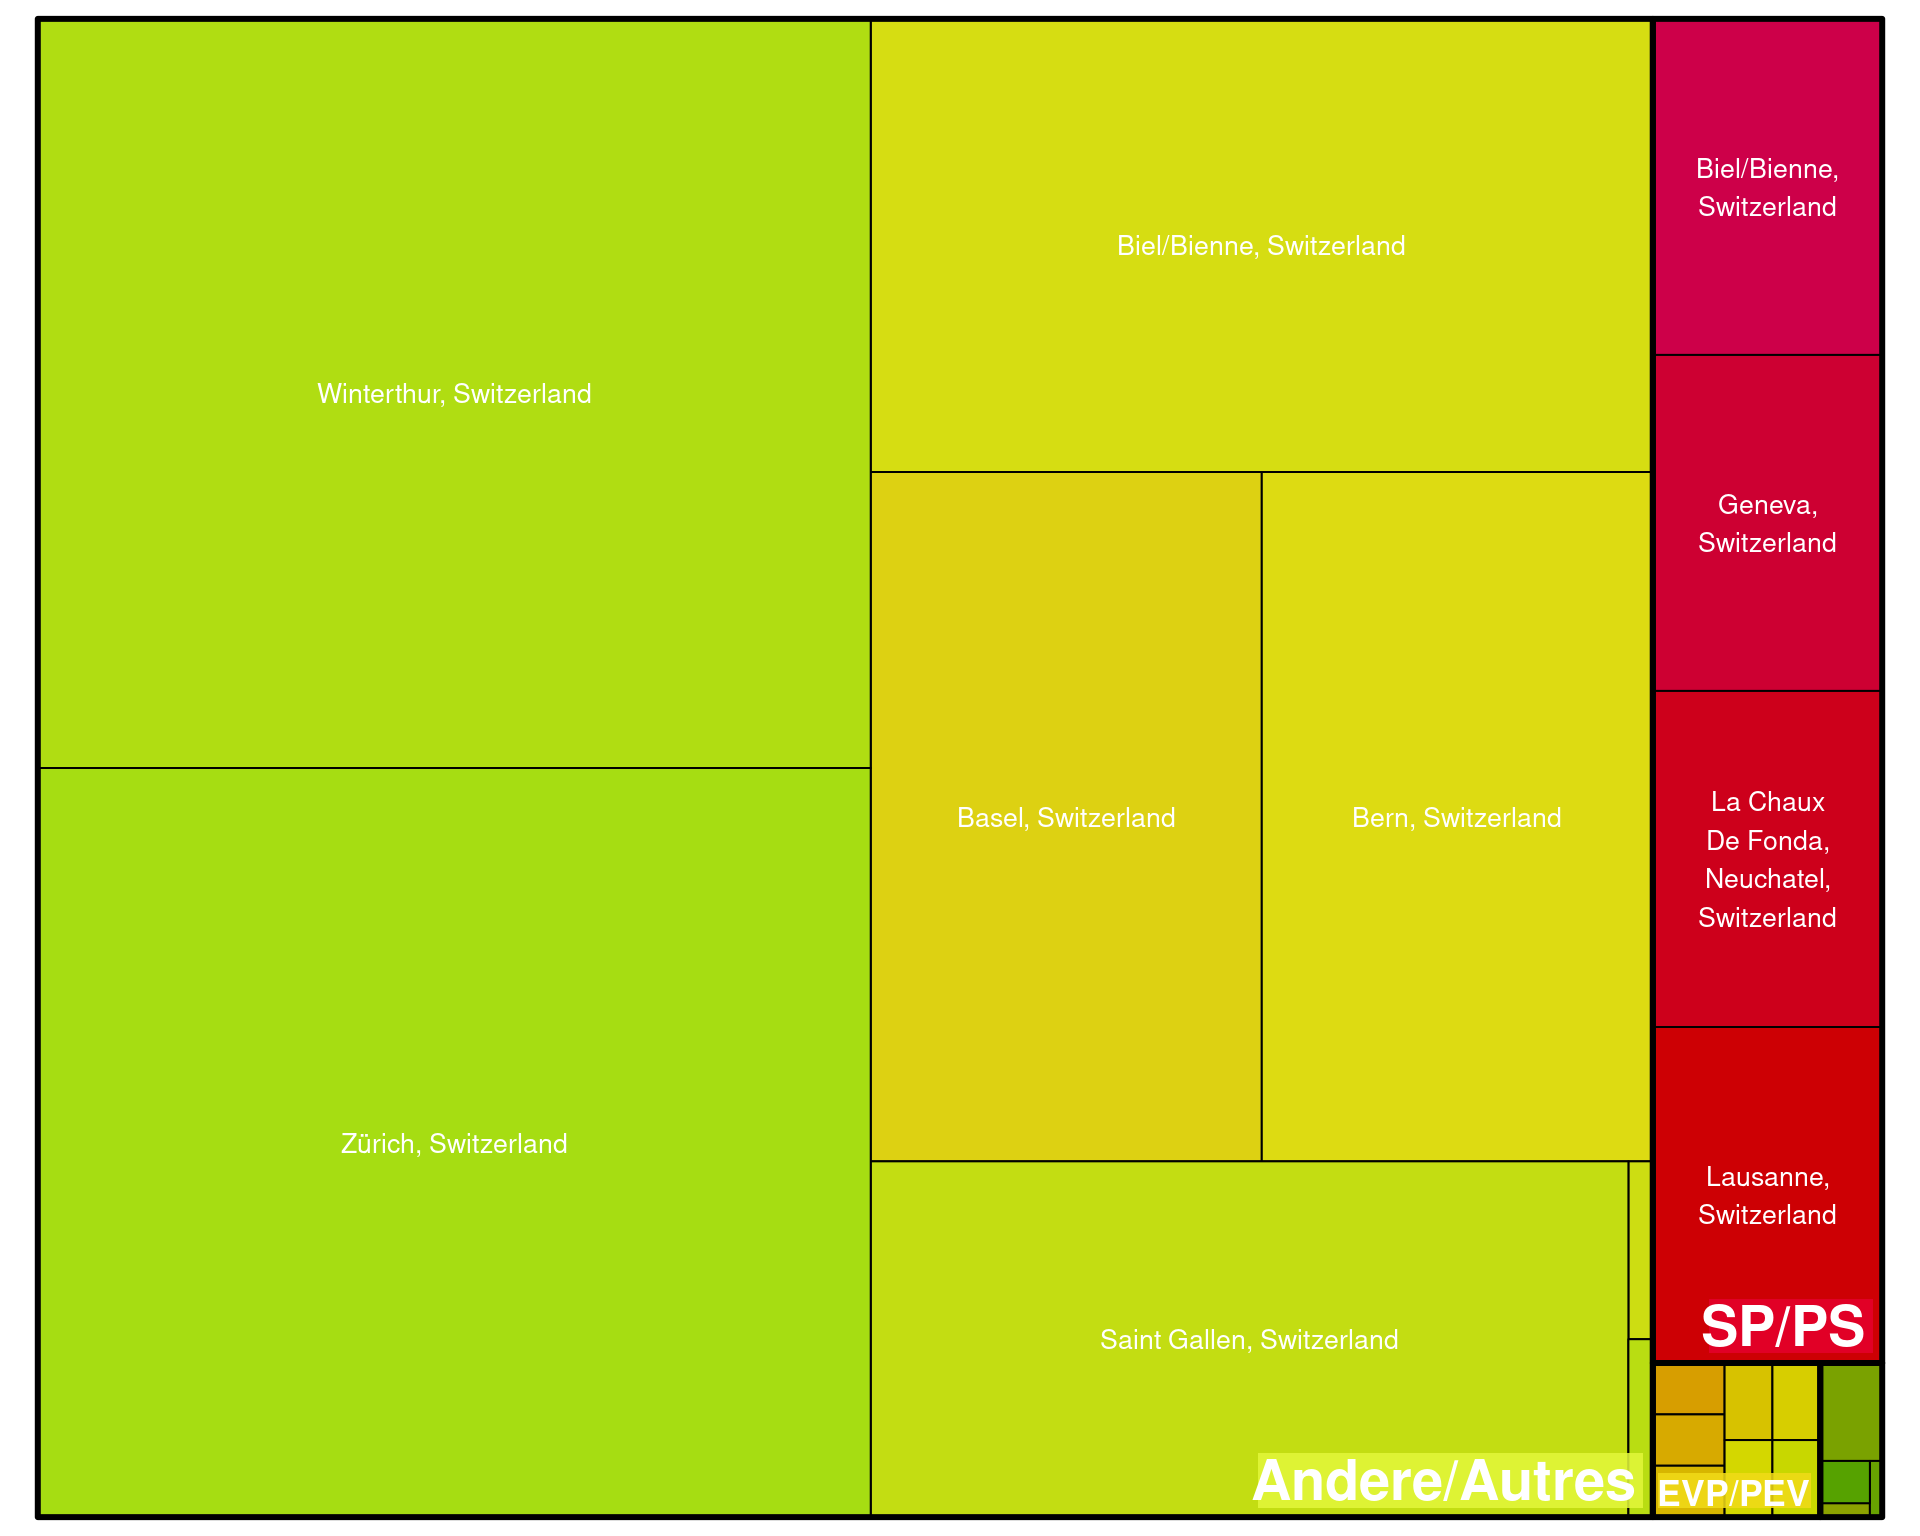 Winterthur, Switzerland
Zürich, Switzerland
Biel/Bienne, Switzerland
Basel, Switzerland
Bern, Switzerland
Saint Gallen, Switzerland
Andere/Autres
Biel/Bienne,
Switzerland
Geneva,
Switzerland
La Chaux
De Fonda,
Neuchatel,
Switzerland
Lausanne,
Switzerland
SP/PS
EVP/PEV